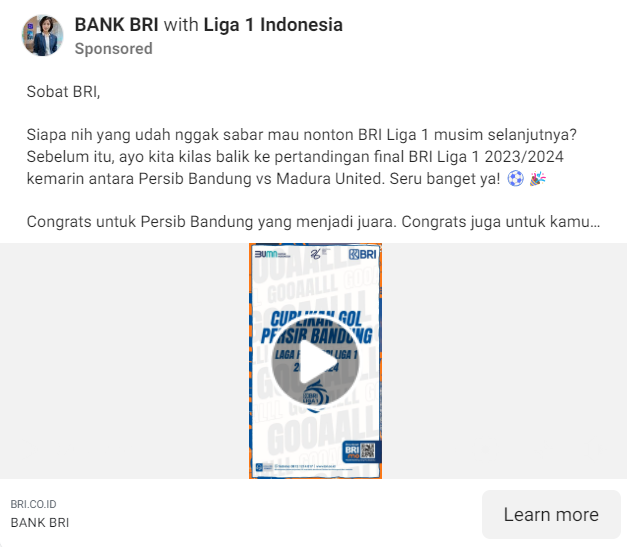 BANK BRI with Liga 1 Indonesia
Sponsored
Sobat BRI,
Siapa nih yang udah nggak sabar mau nonton BRI Liga 1 musim selanjutnya?
Sebelum itu, ayo kita kilas balik ke pertandingan final BRI Liga 1 2023/2024
kemarin antara Persib Bandung vs Madura United. Seru banget ya! ⚽ 🎉
Congrats untuk Persib Bandung yang menjadi juara. Congrats juga untuk kamu...
BUMN
BRI
GOOAALLL
GOOAALLL
CUPLIKAN GOL
PERSIB BANDUNG
LAGA LIGA 1
BRI
LIGA 1
GOOAALLL
BRI
BRI.CO.ID
BANK BRI
Learn more